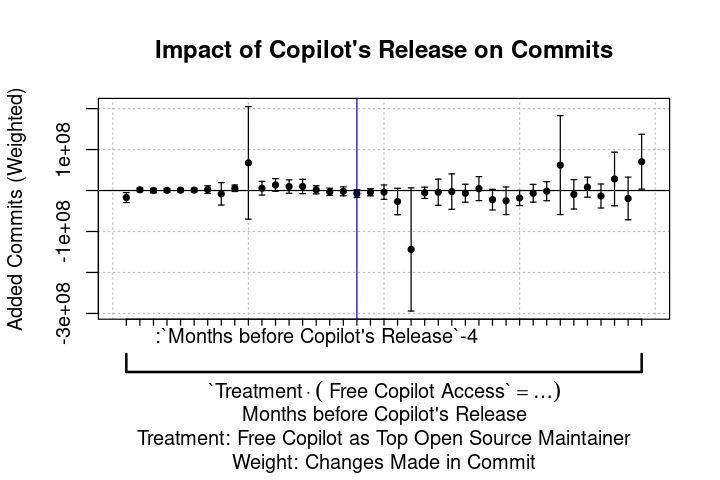 Impact of Copilot's Release on Commits
Added Commits (Weighted)
1e+08
-1e+08
-3e+08
:`Months before Copilot's Release`-4
`Treatment · ( Free Copilot Access` = …)
Months before Copilot's Release
Treatment: Free Copilot as Top Open Source Maintainer
Weight: Changes Made in Commit